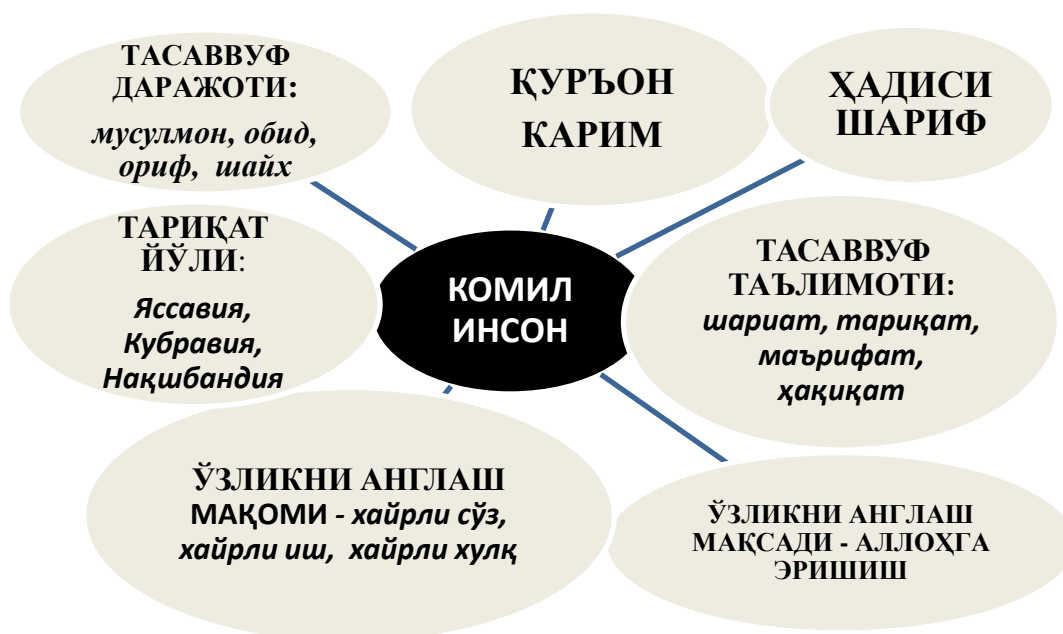 ТАСАВВУФ
ДАРАЖОТИ:
мусулмон, обид,
ориф, шайх
ҚУРЪОН
КАРИМ
ҲАДИСИ
ШАРИФ
ТАРИҚАТ
ЙЎЛИ:
Яссавия,
Кубравия,
Нақшбандия
КОМИЛ
ИНСОН
ТАСАВВУФ
ТАЪЛИМОТИ:
шариат, тариқат,
маърифат,
ҳақиқат
ЎЗЛИКНИ АНГЛАШ
МАҚОМИ - хайрли сўз,
хайрли иш, хайрли хулқ
ЎЗЛИКНИ АНГЛАШ
МАҚСАДИ - АЛЛОҲГА
ЭРИШИШ